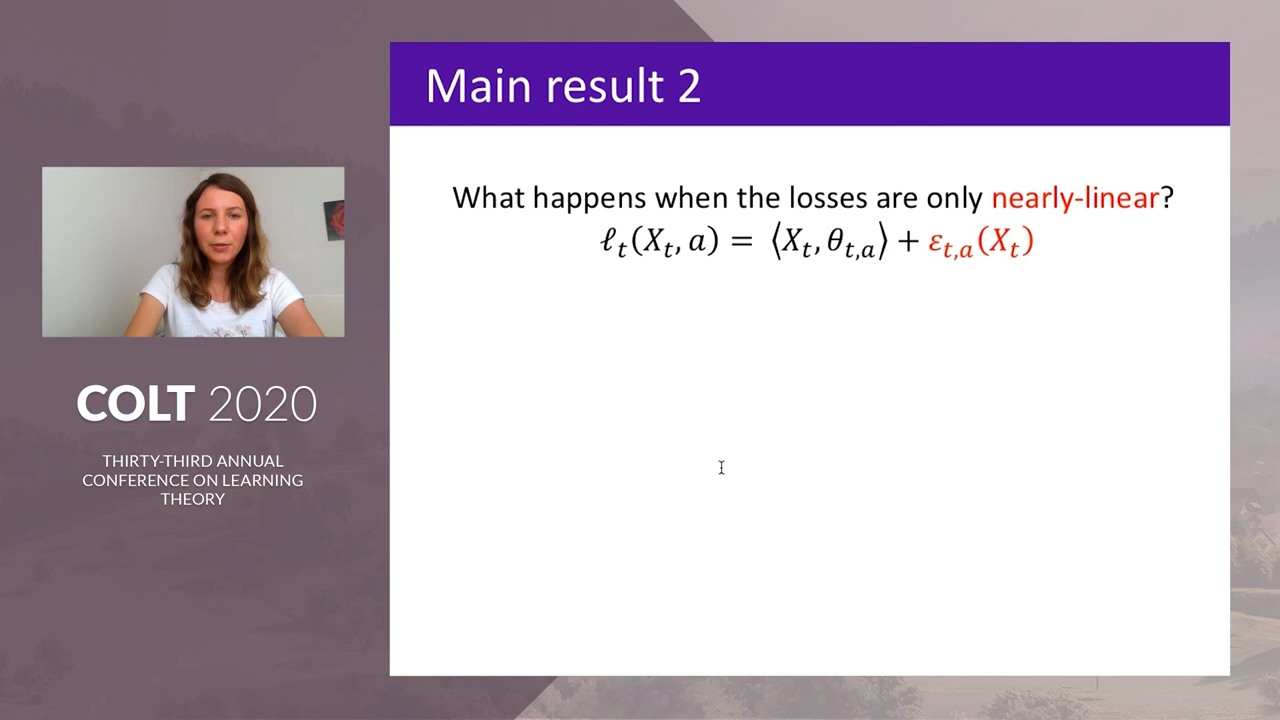 Main result 2
What happens when the losses are only nearly-linear?
ℓ_t(X_t, a) = ⟨X_t, θ_{t,a}⟩ + ε_{t,a}(X_t)
COLT 2020
THIRTY-THIRD ANNUAL
CONFERENCE ON LEARNING
THEORY